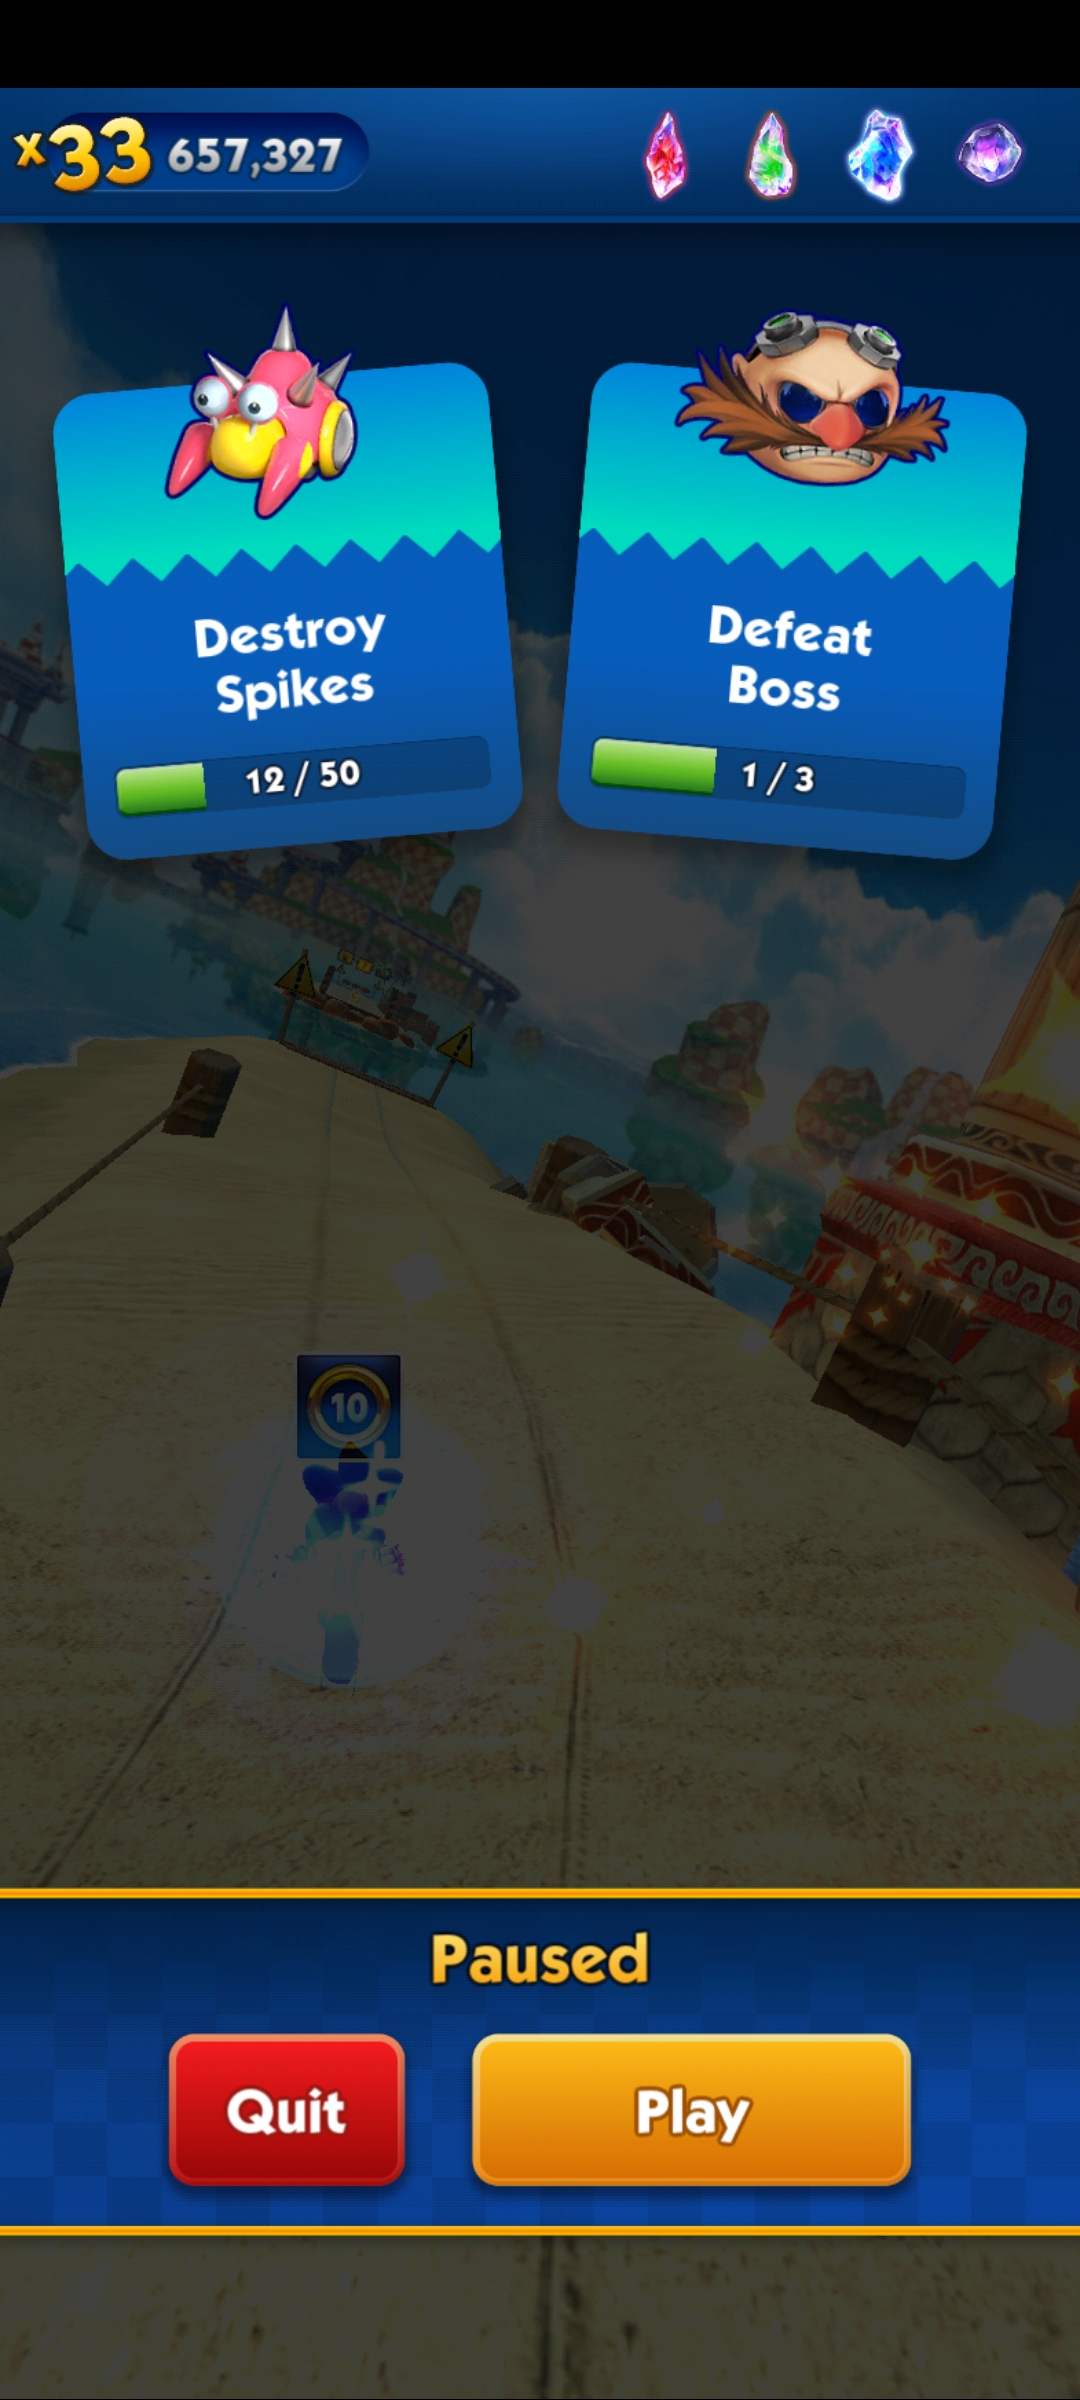 x33 657,327
Destroy
Spikes
12 / 50
Defeat
Boss
1 / 3
10
Paused
Quit
Play